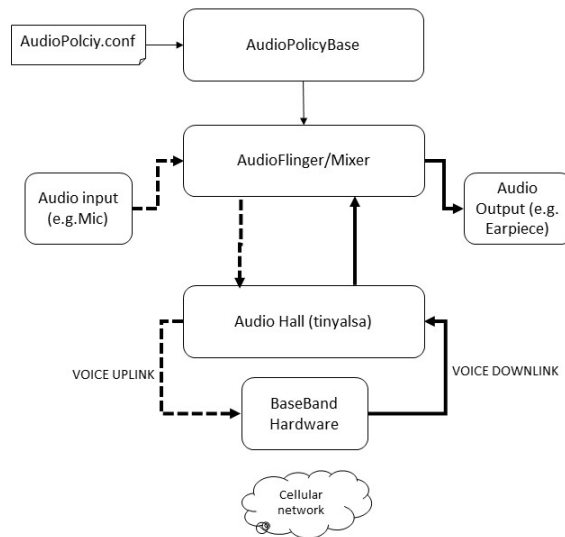 AudioPolciy.conf
AudioPolicyBase
AudioFlinger/Mixer
Audio input
(e.g.Mic)
Audio
Output (e.g.
Earpiece)
Audio Hall (tinyalsa)
VOICE UPLINK
VOICE DOWNLINK
BaseBand
Hardware
Cellular
network